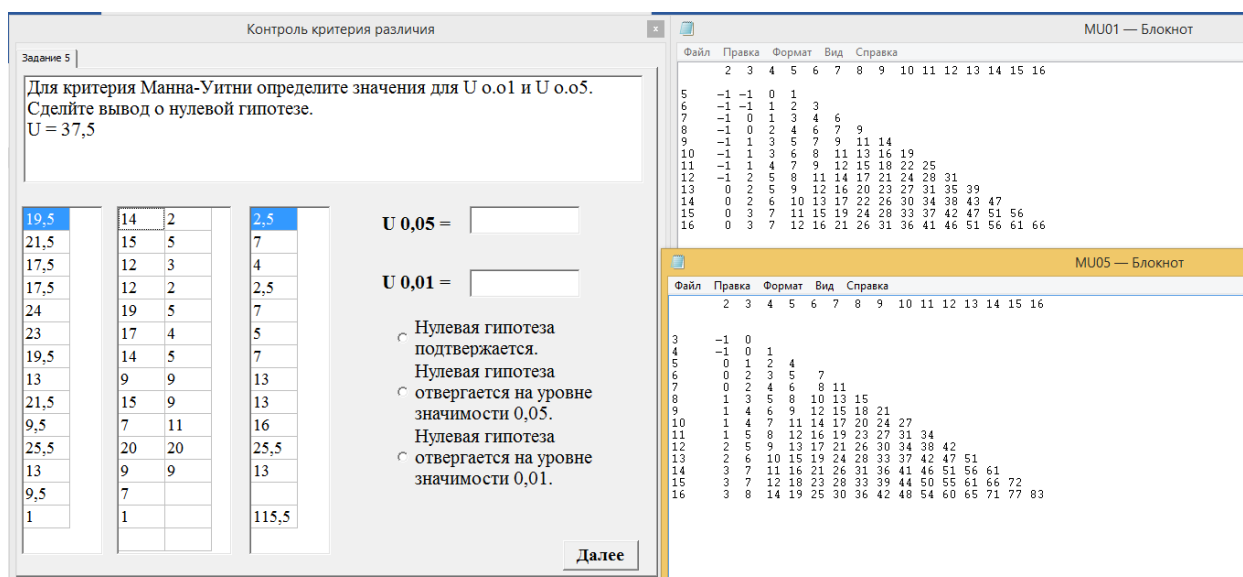 Контроль критерия различия
x
Задание 5
Для критерия Манна-Уитни определите значения для U о.о1 и U о.о5.
Сделйте вывод о нулевой гипотезе.
U = 37,5
19,5 14 2 2,5
21,5 15 5 7
17,5 12 3 4
17,5 12 2 2,5
24 19 5 7
23 17 4 5
19,5 14 5 7
13 9 9 13
21,5 15 9 13
9,5 7 11 16
25,5 20 20 25,5
13 9 9 13
9,5 7
1 1 115,5
U 0,05 =
U 0,01 =
Нулевая гипотеза
подтвержается.
Нулевая гипотеза
отвергается на уровне
значимости 0,05.
Нулевая гипотеза
отвергается на уровне
значимости 0,01.
Далее
MU01 — Блокнот
Файл Правка Формат Вид Справка
2 3 4 5 6 7 8 9 10 11 12 13 14 15 16
5 -1 -1 0 1
6 -1 -1 1 2 3
7 -1 0 1 3 4 6
8 -1 0 2 4 6 7 9
9 -1 1 3 5 7 9 11 14
10 -1 1 3 6 8 11 13 16 19
11 -1 1 4 7 9 12 15 18 22 25
12 -1 2 5 8 11 14 17 21 24 28 31
13 0 2 5 9 12 16 20 23 27 31 35 39
14 0 2 6 10 13 17 22 26 30 34 38 43 47
15 0 3 7 11 15 19 24 28 33 37 42 47 51 56
16 0 3 7 12 16 21 26 31 36 41 46 51 56 61 66
MU05 — Блокнот
Файл Правка Формат Вид Справка
2 3 4 5 6 7 8 9 10 11 12 13 14 15 16
3 -1 0
4 -1 0 1
5 0 1 2 4
6 0 2 3 5 7
7 0 2 4 6 8 11
8 1 3 5 8 10 13 15
9 1 4 6 9 12 15 18 21
10 1 4 7 11 14 17 20 24 27
11 1 5 8 12 16 19 23 27 31 34
12 2 5 9 13 17 21 26 30 34 38 42
13 2 6 10 15 19 24 28 33 37 42 47 51
14 3 7 11 16 21 26 31 36 41 46 51 56 61
15 3 7 12 18 23 28 33 39 44 50 55 61 66 72
16 3 8 14 19 25 30 36 42 48 54 60 65 71 77 83